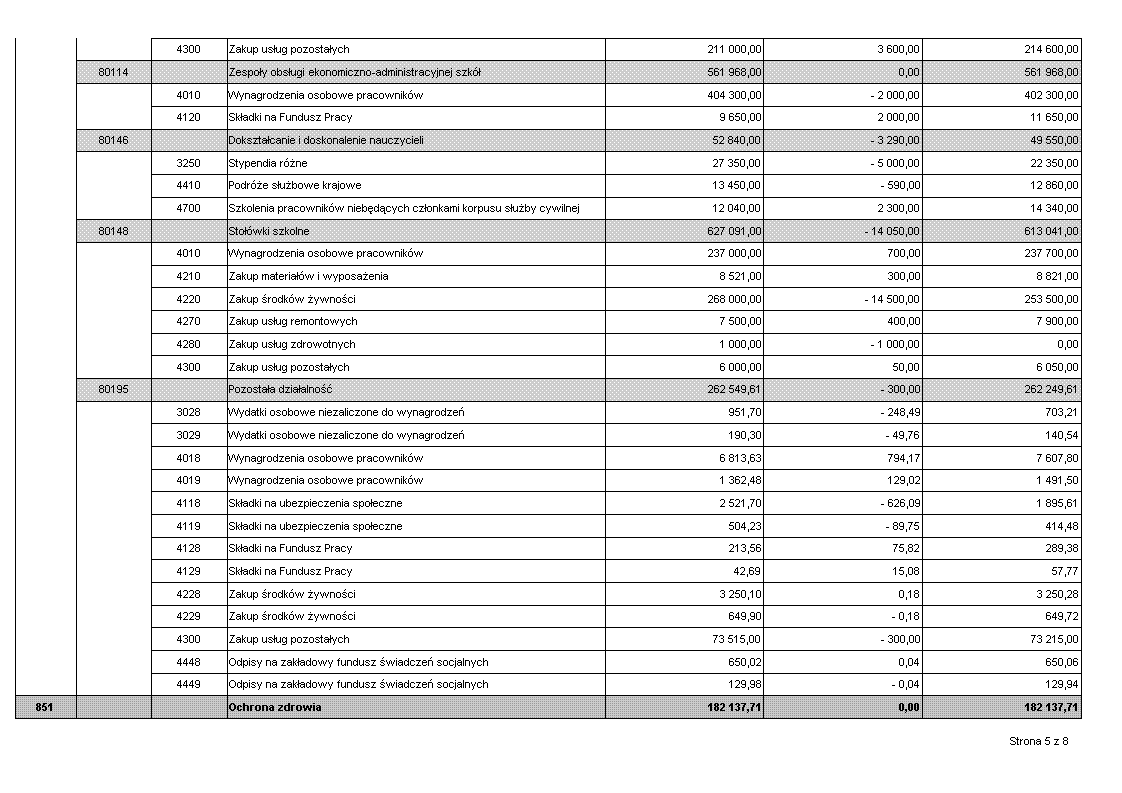 4300 Zakup usług pozostałych 211 000,00 3 600,00 214 600,00
80114 Zespoły obsługi ekonomiczno-administracyjnej szkół 561 968,00 0,00 561 968,00
4010 Wynagrodzenia osobowe pracowników 404 300,00 - 2 000,00 402 300,00
4120 Składki na Fundusz Pracy 9 650,00 2 000,00 11 650,00
80146 Dokształcanie i doskonalenie nauczycieli 52 840,00 - 3 290,00 49 550,00
3250 Stypendia różne 27 350,00 - 5 000,00 22 350,00
4410 Podróże służbowe krajowe 13 450,00 - 590,00 12 860,00
4700 Szkolenia pracowników niebędących członkami korpusu służby cywilnej 12 040,00 2 300,00 14 340,00
80148 Stołówki szkolne 627 091,00 - 14 050,00 613 041,00
4010 Wynagrodzenia osobowe pracowników 237 000,00 700,00 237 700,00
4210 Zakup materiałów i wyposażenia 8 521,00 300,00 8 821,00
4220 Zakup środków żywności 268 000,00 - 14 500,00 253 500,00
4270 Zakup usług remontowych 7 500,00 400,00 7 900,00
4280 Zakup usług zdrowotnych 1 000,00 - 1 000,00 0,00
4300 Zakup usług pozostałych 6 000,00 50,00 6 050,00
80195 Pozostała działalność 262 549,61 - 300,00 262 249,61
3028 Wydatki osobowe niezaliczone do wynagrodzeń 951,70 - 248,49 703,21
3029 Wydatki osobowe niezaliczone do wynagrodzeń 190,30 - 49,76 140,54
4018 Wynagrodzenia osobowe pracowników 6 813,63 794,17 7 607,80
4019 Wynagrodzenia osobowe pracowników 1 362,48 129,02 1 491,50
4118 Składki na ubezpieczenia społeczne 2 521,70 - 626,09 1 895,61
4119 Składki na ubezpieczenia społeczne 504,23 - 89,75 414,48
4128 Składki na Fundusz Pracy 213,56 75,82 289,38
4129 Składki na Fundusz Pracy 42,69 15,08 57,77
4228 Zakup środków żywności 3 250,10 0,18 3 250,28
4229 Zakup środków żywności 649,90 - 0,18 649,72
4300 Zakup usług pozostałych 73 515,00 - 300,00 73 215,00
4448 Odpisy na zakładowy fundusz świadczeń socjalnych 650,02 0,04 650,06
4449 Odpisy na zakładowy fundusz świadczeń socjalnych 129,98 - 0,04 129,94
851 Ochrona zdrowia 182 137,71 0,00 182 137,71
Strona 5 z 8